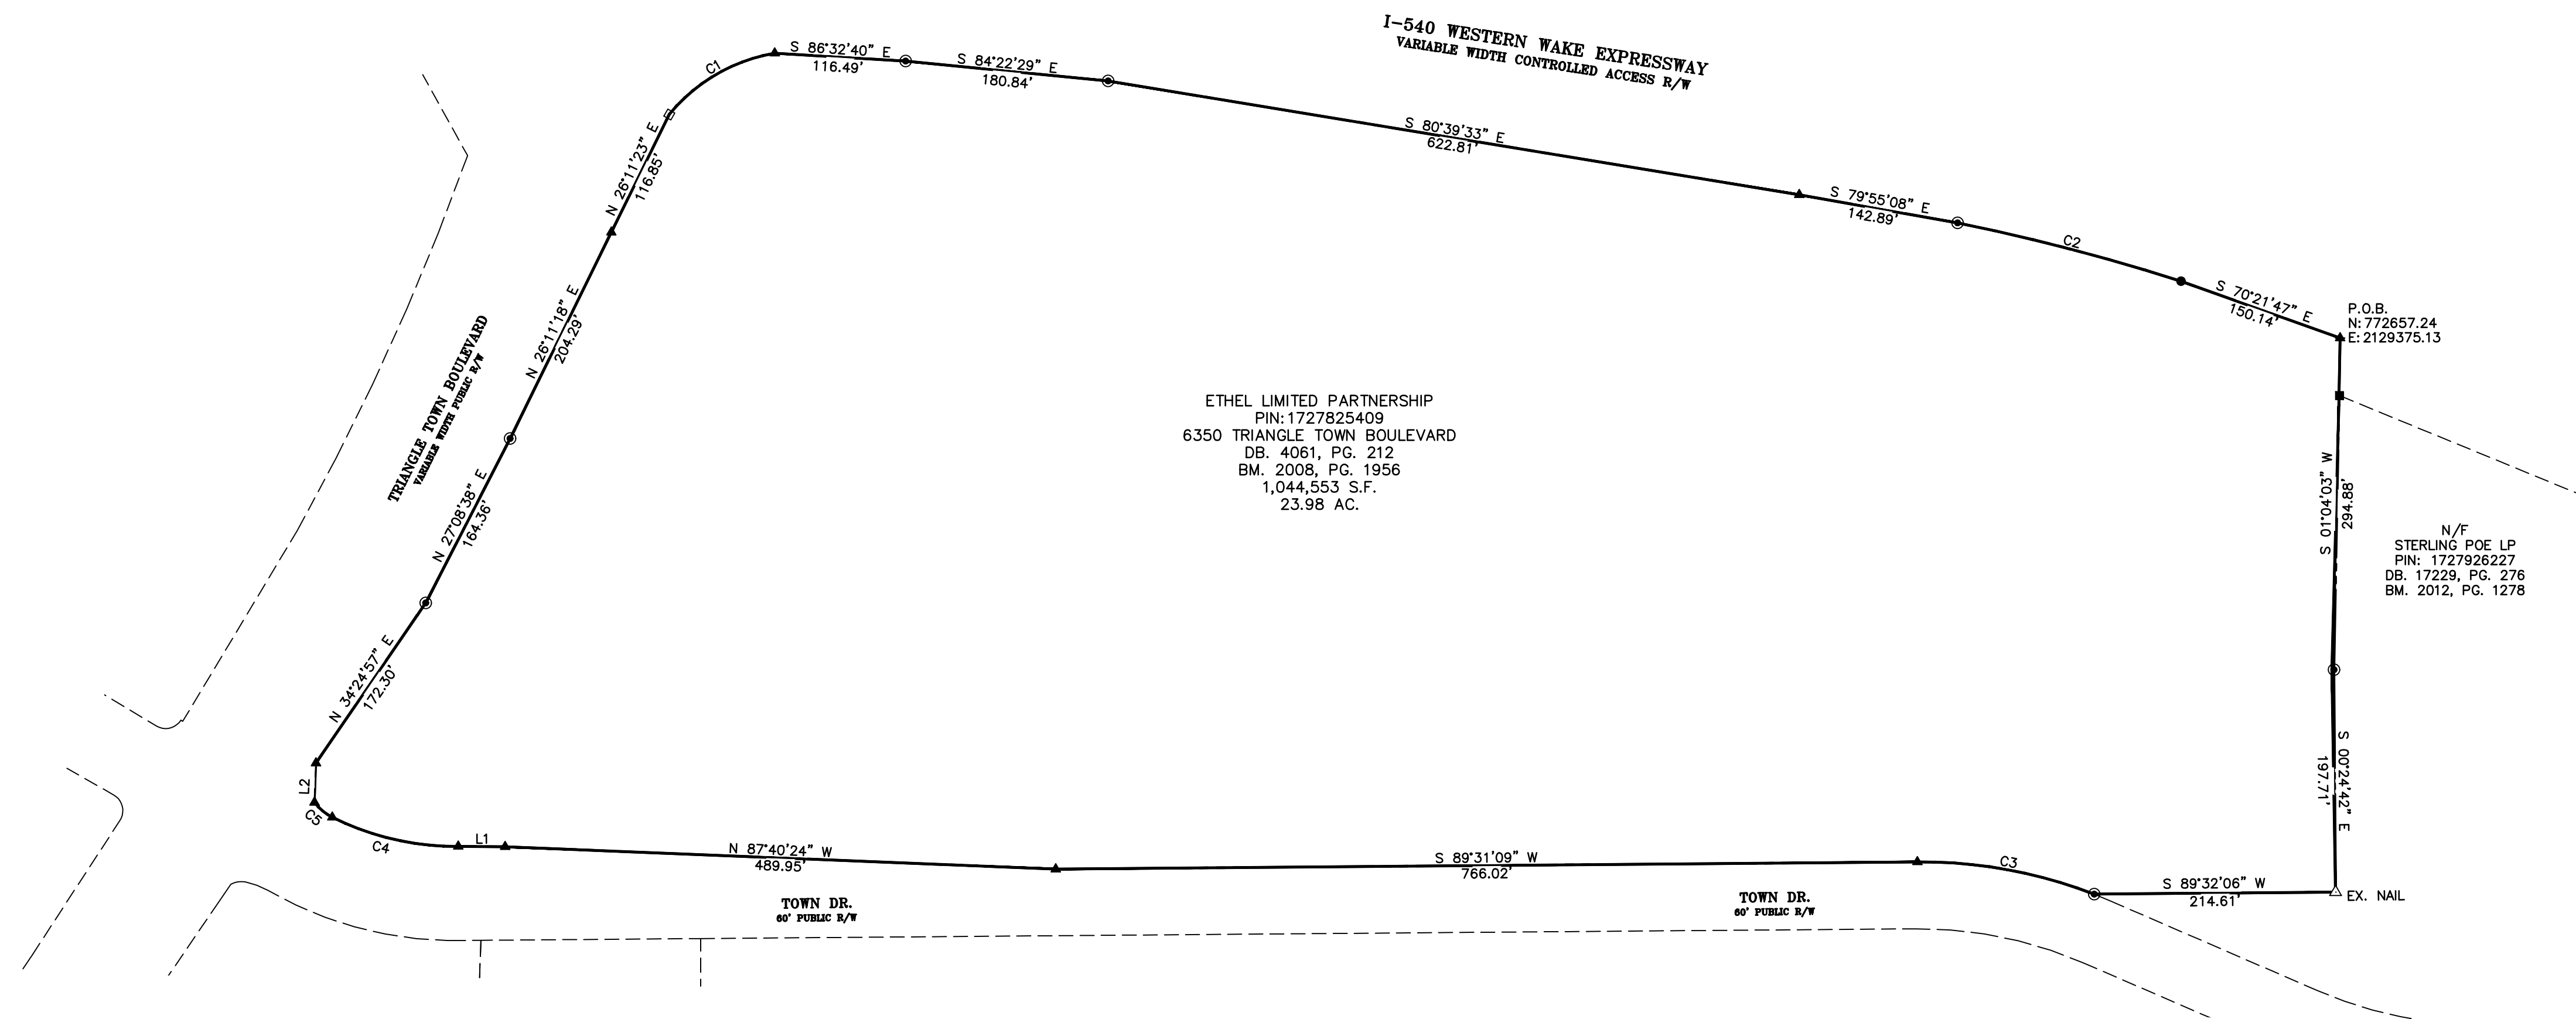 I-540 WESTERN WAKE EXPRESSWAY
VARIABLE WIDTH CONTROLLED ACCESS R/W
C1
S 86°32'40" E
116.49'
S 84°22'29" E
180.84'
S 80°39'33" E
622.81'
S 79°55'08" E
142.89'
C2
S 70°21'47" E
150.14'
P.O.B.
N: 772657.24
E: 2129375.13
N 26°11'23" E
116.85'
N 26°11'18" E
204.29'
TRIANGLE TOWN BOULEVARD
VARIABLE WIDTH PUBLIC R/W
N 27°08'38" E
164.36'
N 34°24'57" E
172.30'
ETHEL LIMITED PARTNERSHIP
PIN: 1727825409
6350 TRIANGLE TOWN BOULEVARD
DB. 4061, PG. 212
BM. 2008, PG. 1956
1,044,553 S.F.
23.98 AC.
S 01°04'03" W
294.88'
N/F
STERLING POE LP
PIN: 1727926227
DB. 17229, PG. 276
BM. 2012, PG. 1278
S 00°24'42" E
197.71'
L2
C5
C4
L1
N 87°40'24" W
489.95'
S 89°31'09" W
766.02'
C3
S 89°32'06" W
214.61'
EX. NAIL
TOWN DR.
60' PUBLIC R/W
TOWN DR.
60' PUBLIC R/W